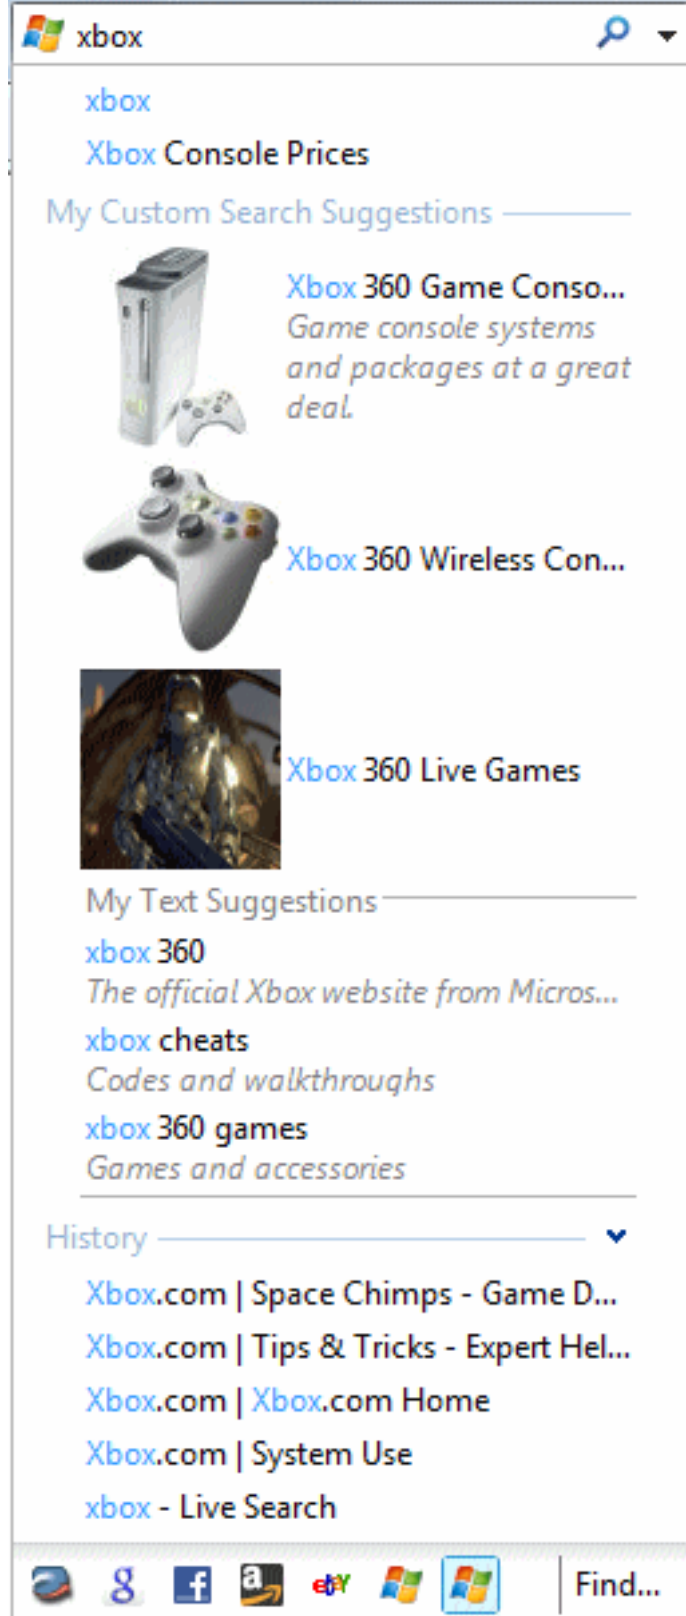 xbox
xbox
Xbox Console Prices
My Custom Search Suggestions
Xbox 360 Game Conso...
Game console systems
and packages at a great
deal.
Xbox 360 Wireless Con...
Xbox 360 Live Games
My Text Suggestions
xbox 360
The official Xbox website from Micros...
xbox cheats
Codes and walkthroughs
xbox 360 games
Games and accessories
History
Xbox.com | Space Chimps - Game D...
Xbox.com | Tips & Tricks - Expert Hel...
Xbox.com | Xbox.com Home
Xbox.com | System Use
xbox - Live Search
g f a ebY Find...